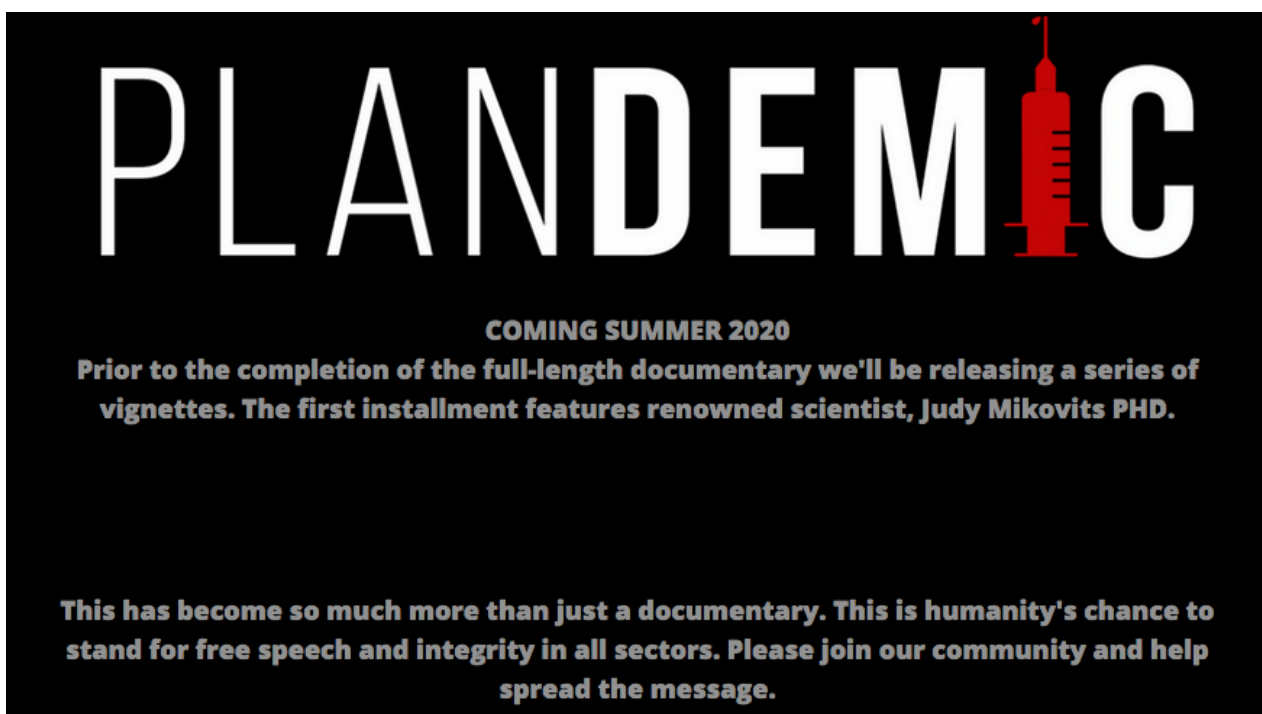 PLANDEMIC
COMING SUMMER 2020
Prior to the completion of the full-length documentary we'll be releasing a series of
vignettes. The first installment features renowned scientist, Judy Mikovits PHD.
This has become so much more than just a documentary. This is humanity's chance to
stand for free speech and integrity in all sectors. Please join our community and help
spread the message.